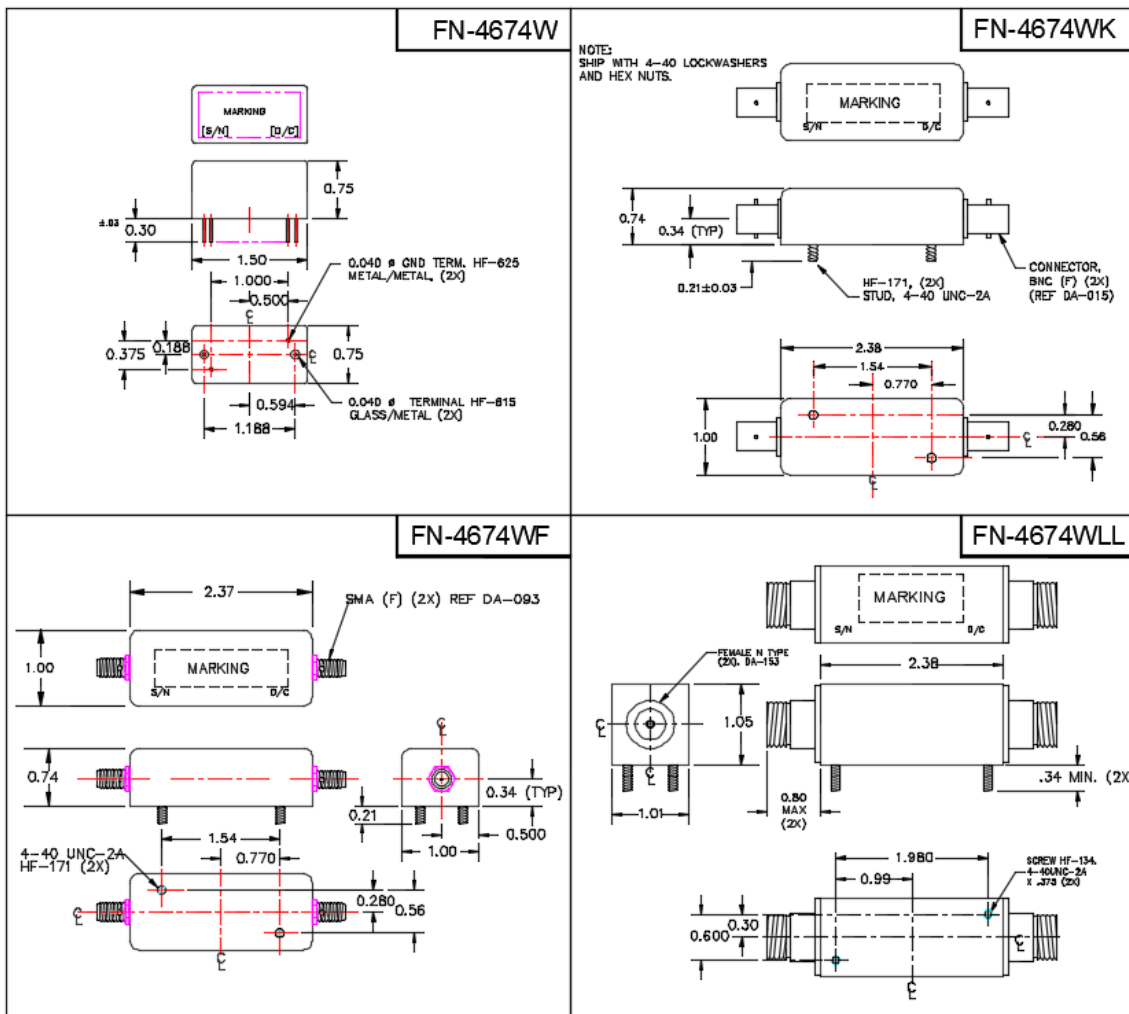 FN-4674W
MARKING
[S/N] [D/C]
0.75
±.03
0.30
1.50
1.000
0.500
0.040 ø GND TERM. HF-625
METAL/METAL, (2X)
0.188
0.375
0.75
0.594
1.188
0.040 ø TERMINAL HF-615
GLASS/METAL (2X)
FN-4674WK
NOTE:
SHIP WITH 4-40 LOCKWASHERS
AND HEX NUTS.
MARKING
S/N D/C
0.74
0.34 (TYP)
0.21±0.03
HF-171, (2X)
STUD, 4-40 UNC-2A
CONNECTOR,
BNC (F) (2X)
(REF DA-015)
2.38
1.54
0.770
1.00
0.280
0.56
FN-4674WF
2.37
SMA (F) (2X) REF DA-093
1.00
MARKING
S/N D/C
0.74
0.34 (TYP)
0.21
0.500
1.00
1.54
0.770
4-40 UNC-2A
HF-171 (2X)
0.280
0.56
FN-4674WLL
MARKING
S/N D/C
FEMALE N TYPE
(2X), DA-153
2.38
1.05
1.01
0.80
MAX
(2X)
.34 MIN. (2X
1.980
0.99
SCREW HF-134,
4-40UNC-2A
X .375 (2X)
0.30
0.600